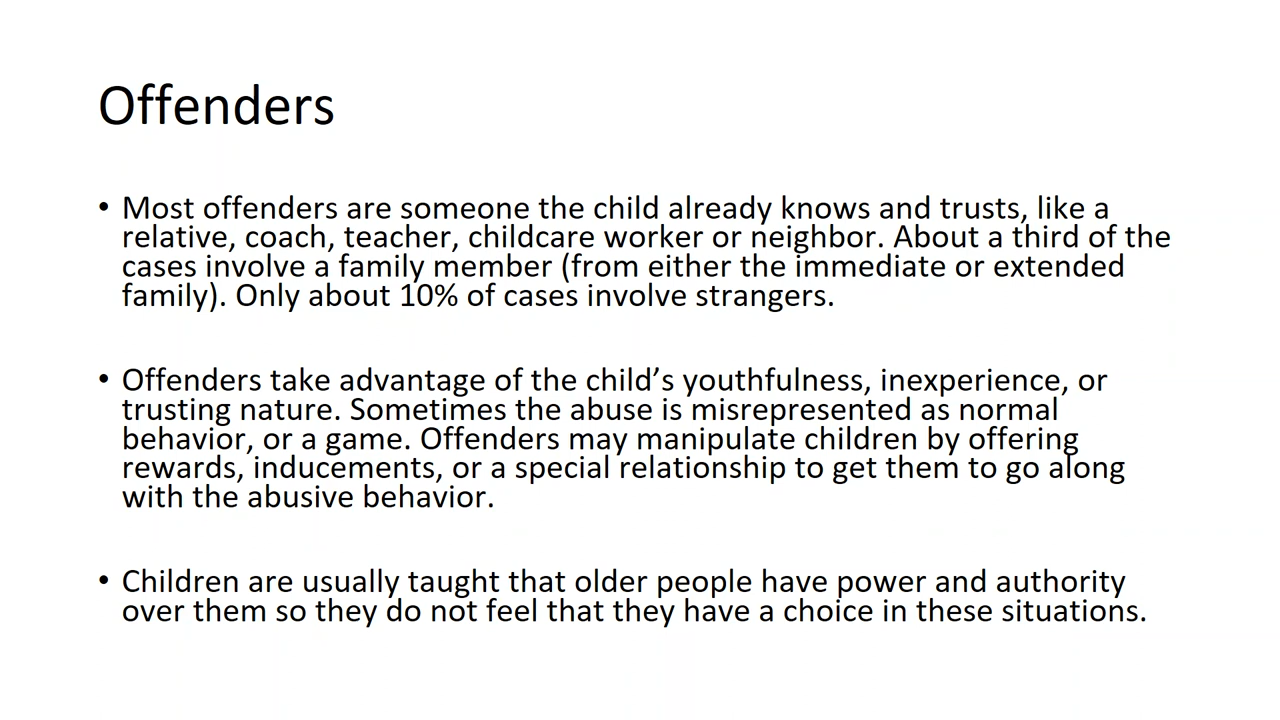 Offenders
• Most offenders are someone the child already knows and trusts, like a
relative, coach, teacher, childcare worker or neighbor. About a third of the
cases involve a family member (from either the immediate or extended
family). Only about 10% of cases involve strangers.
• Offenders take advantage of the child’s youthfulness, inexperience, or
trusting nature. Sometimes the abuse is misrepresented as normal
behavior, or a game. Offenders may manipulate children by offering
rewards, inducements, or a special relationship to get them to go along
with the abusive behavior.
• Children are usually taught that older people have power and authority
over them so they do not feel that they have a choice in these situations.